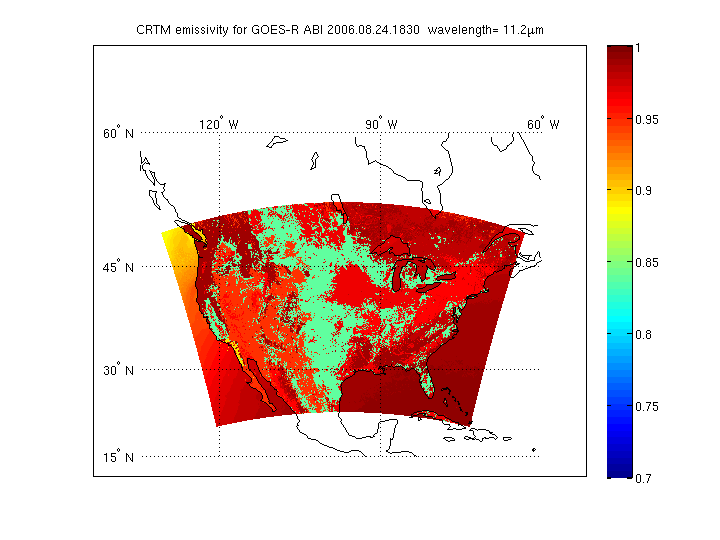 CRTM emissivity for GOES-R ABI 2006.08.24.1830  wavelength= 11.2μm
120° W
90° W
60° W
60° N
45° N
30° N
15° N
1
0.95
0.9
0.85
0.8
0.75
0.7